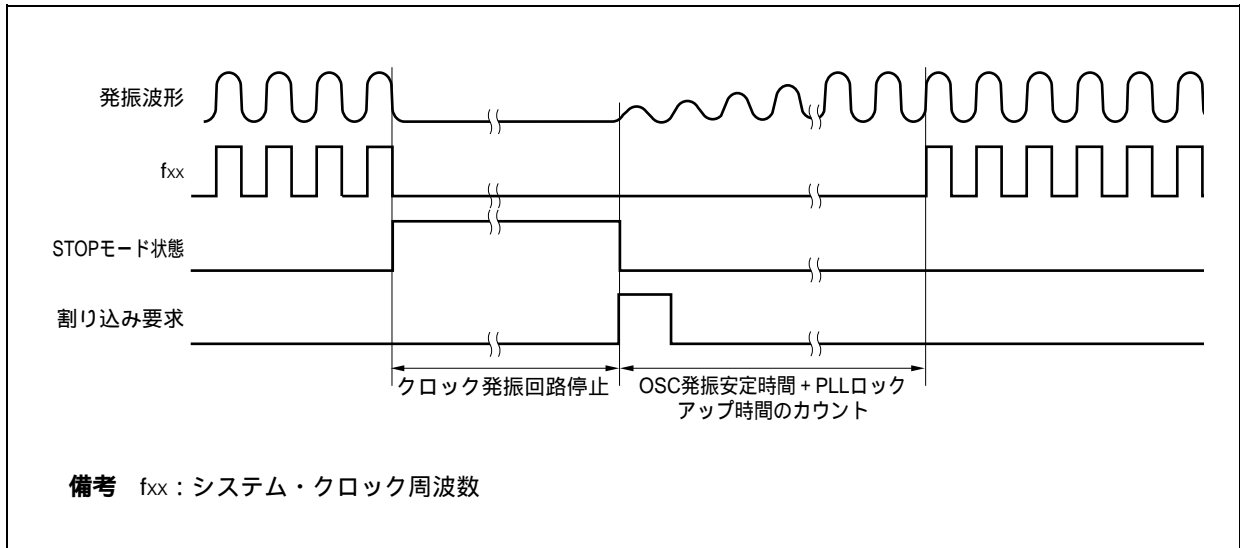 発振波形
fxx
STOPモード状態
割り込み要求
クロック発振回路停止
OSC発振安定時間 + PLLロック
アップ時間のカウント
備考 fxx : システム・クロック周波数